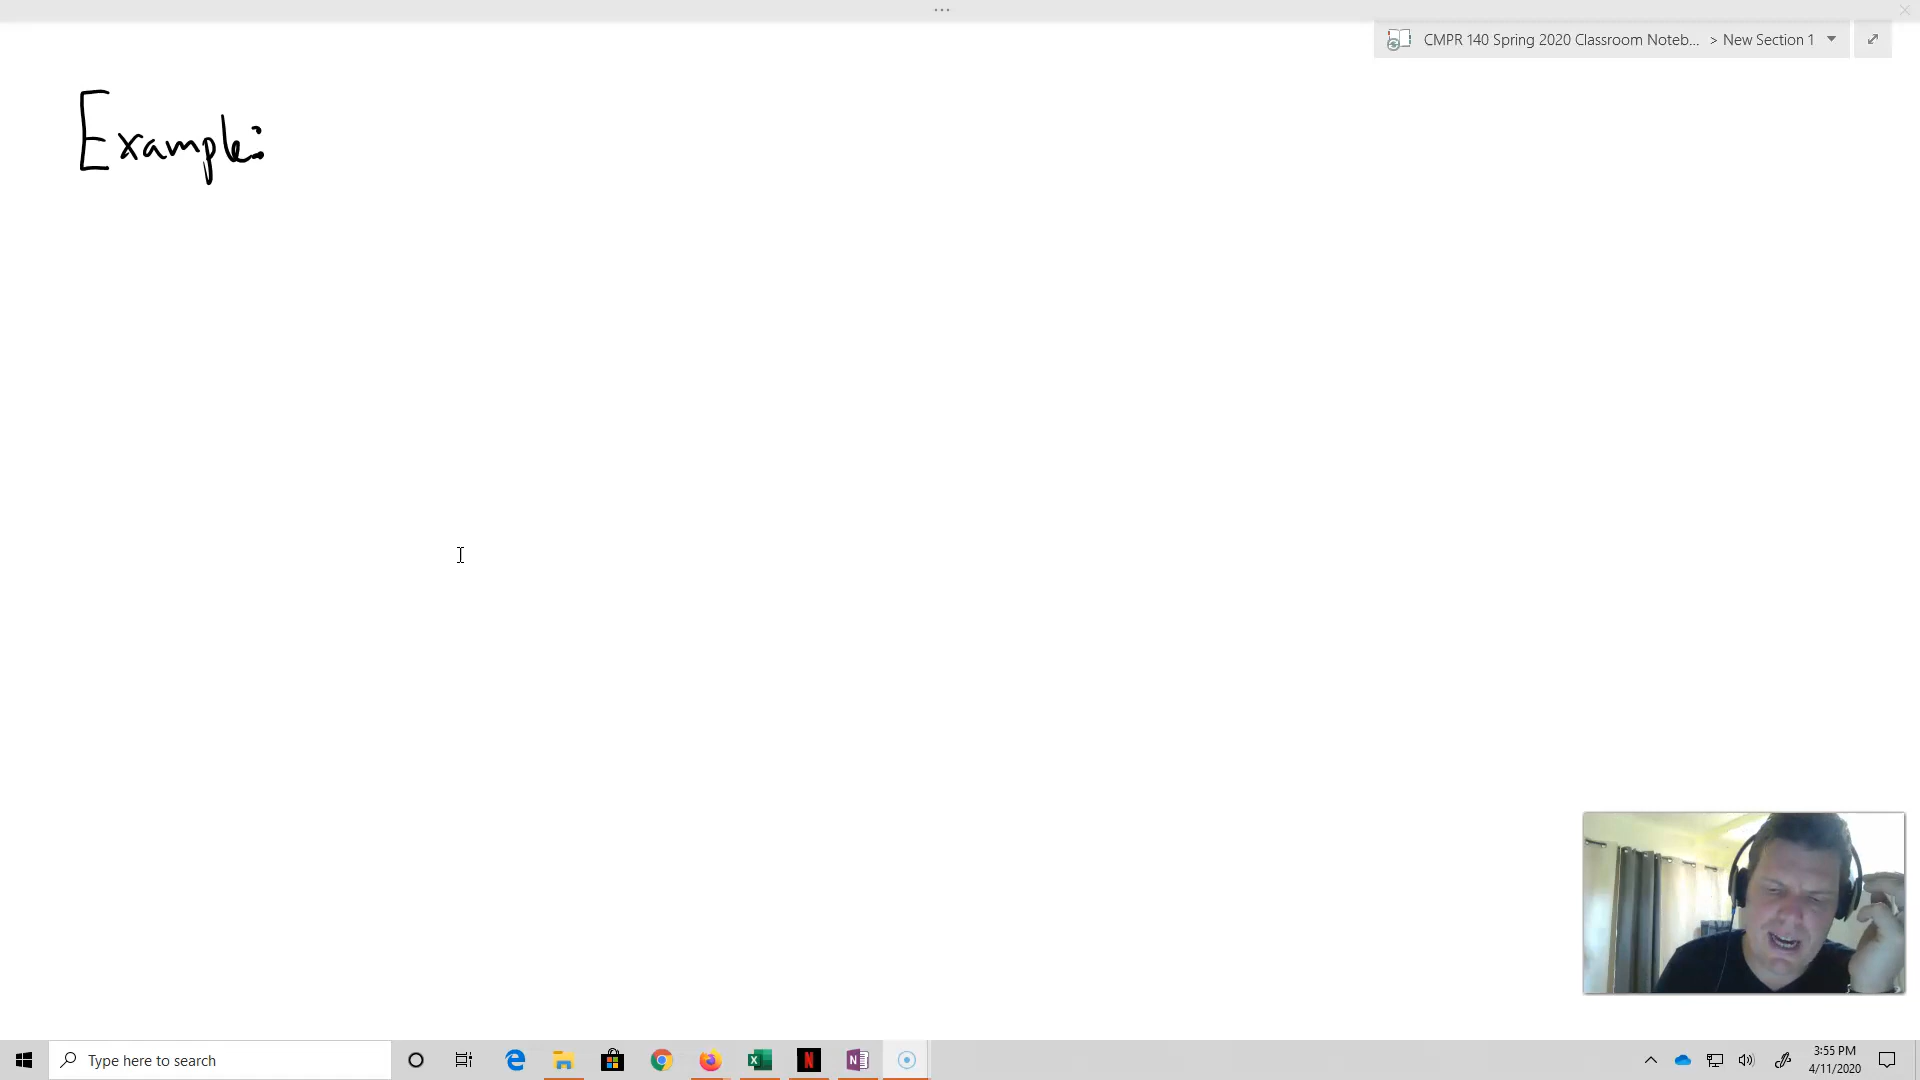 CMPR 140 Spring 2020 Classroom Noteb... > New Section 1
Example:
Type here to search
3:55 PM
4/11/2020